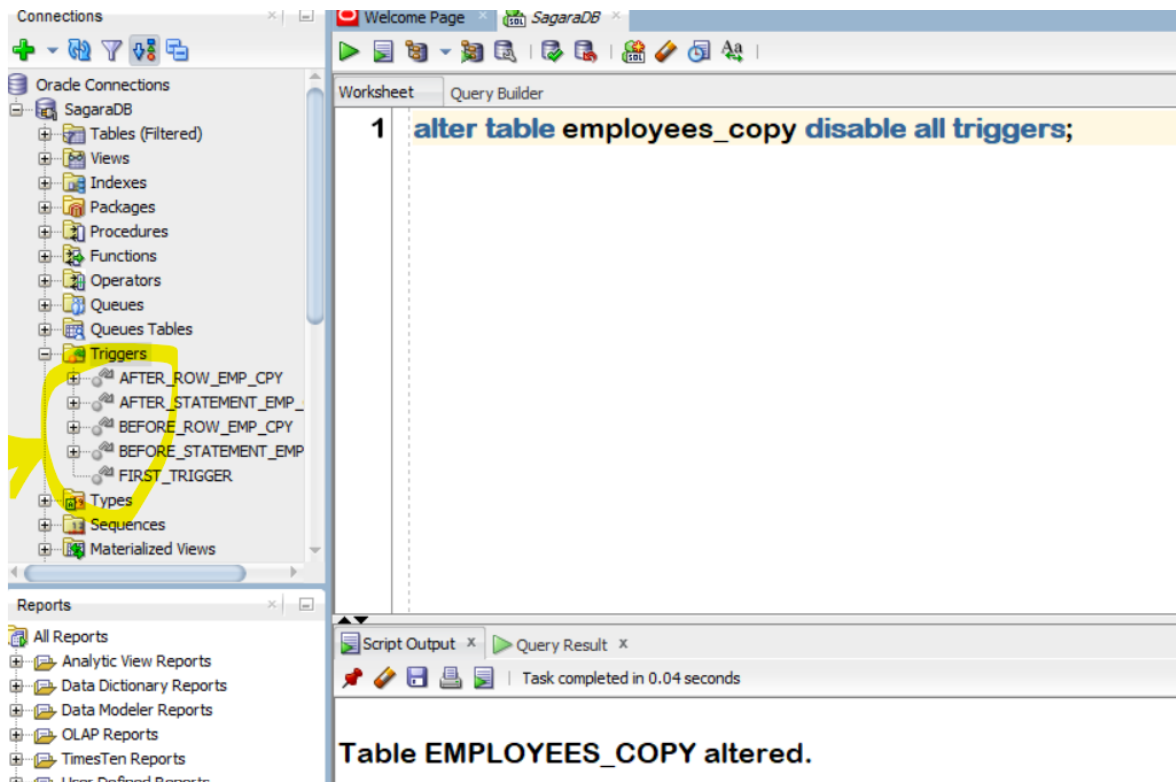 Connections
Oracle Connections
SagaraDB
Tables (Filtered)
Views
Indexes
Packages
Procedures
Functions
Operators
Queues
Queues Tables
Triggers
AFTER_ROW_EMP_CPY
AFTER_STATEMENT_EMP_
BEFORE_ROW_EMP_CPY
BEFORE_STATEMENT_EMP
FIRST_TRIGGER
Types
Sequences
Materialized Views
Reports
All Reports
Analytic View Reports
Data Dictionary Reports
Data Modeler Reports
OLAP Reports
TimesTen Reports
User Defined Reports
Welcome Page SagaraDB
Worksheet Query Builder
1 alter table employees_copy disable all triggers;
Script Output Query Result
Task completed in 0.04 seconds
Table EMPLOYEES_COPY altered.